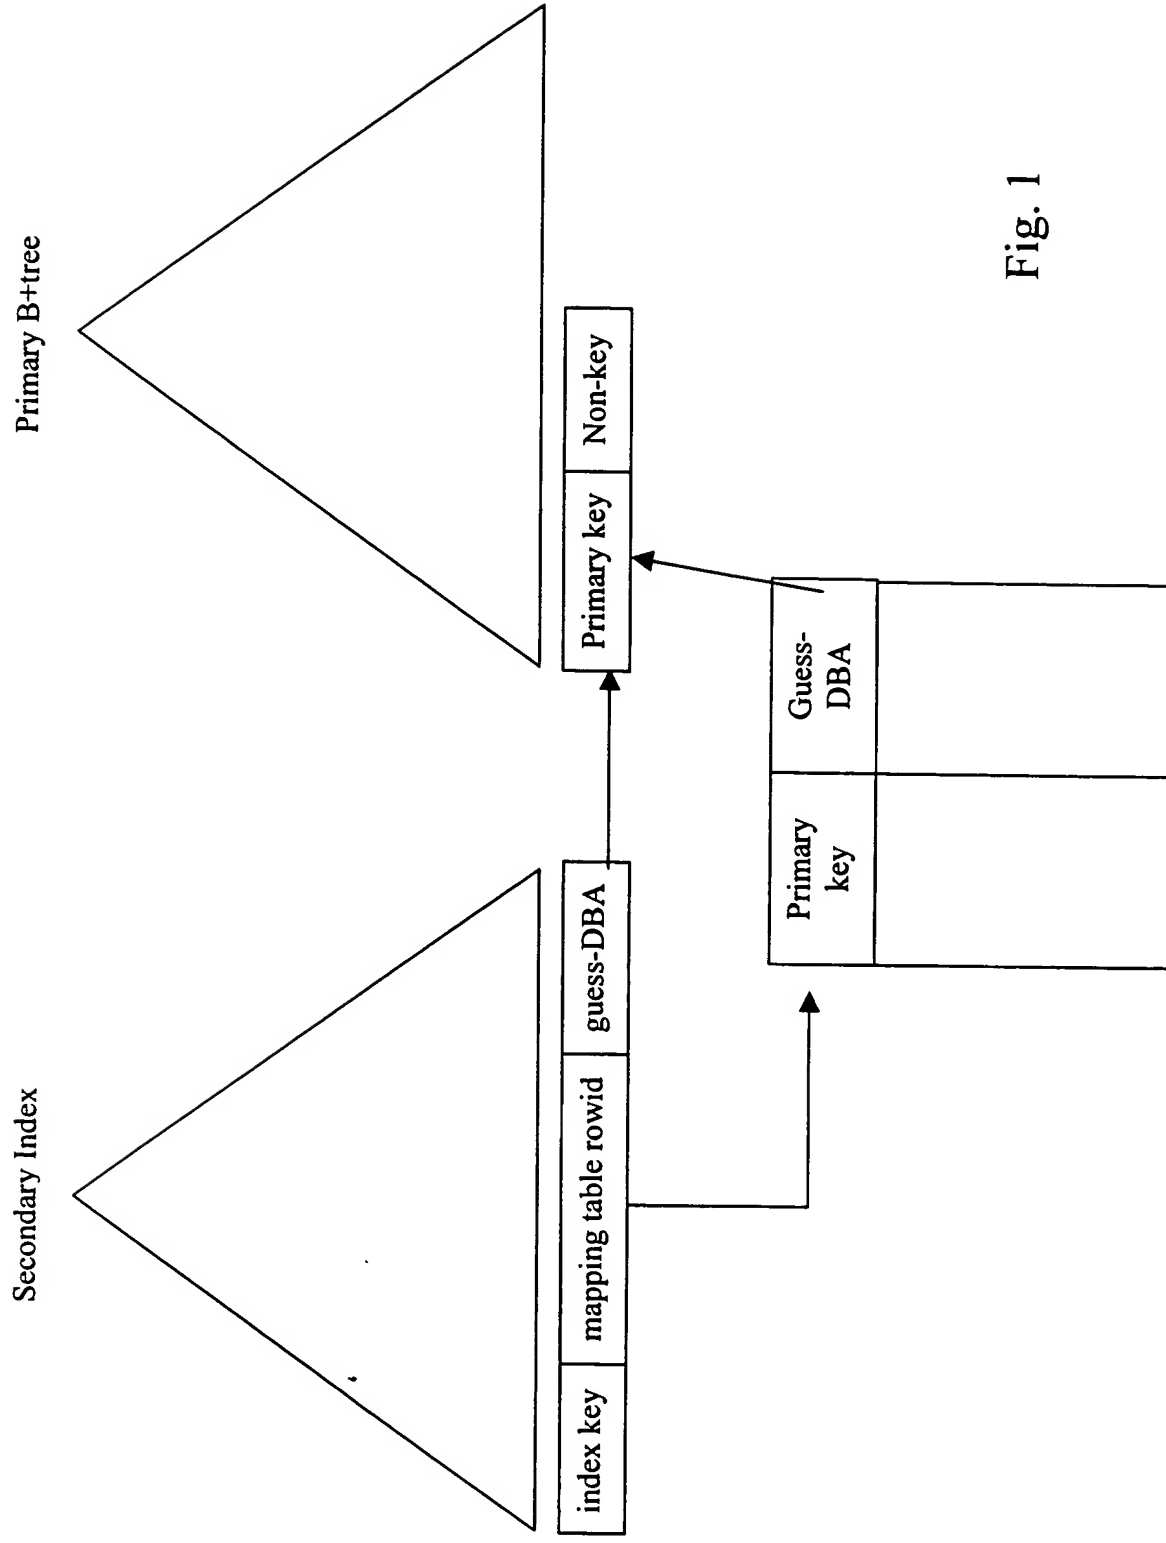 Secondary Index
Primary B+tree
index key
mapping table rowid
guess-DBA
Primary key
Non-key
Primary
key
Guess-
DBA
Fig. 1